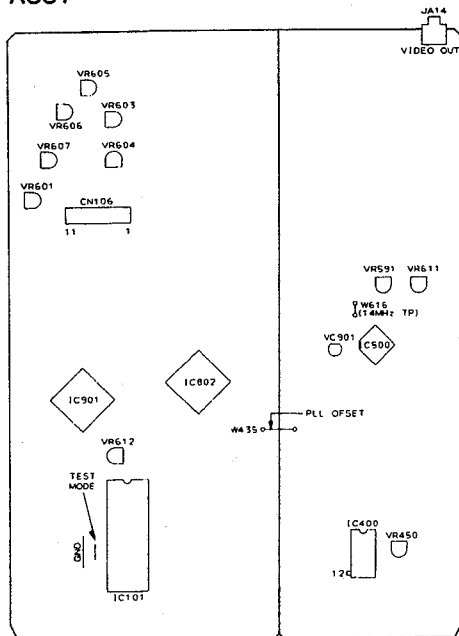 JA14
VIDEO OUT
VR605
VR603
VR606
VR607
VR604
VR601
CN106
11 1
VR591
VR611
W616
(14MHz TP)
VC901
IC500
IC602
IC901
PLL OFSET
W435
VR612
TEST
MODE
GND
IC101
IC400
VR450
12